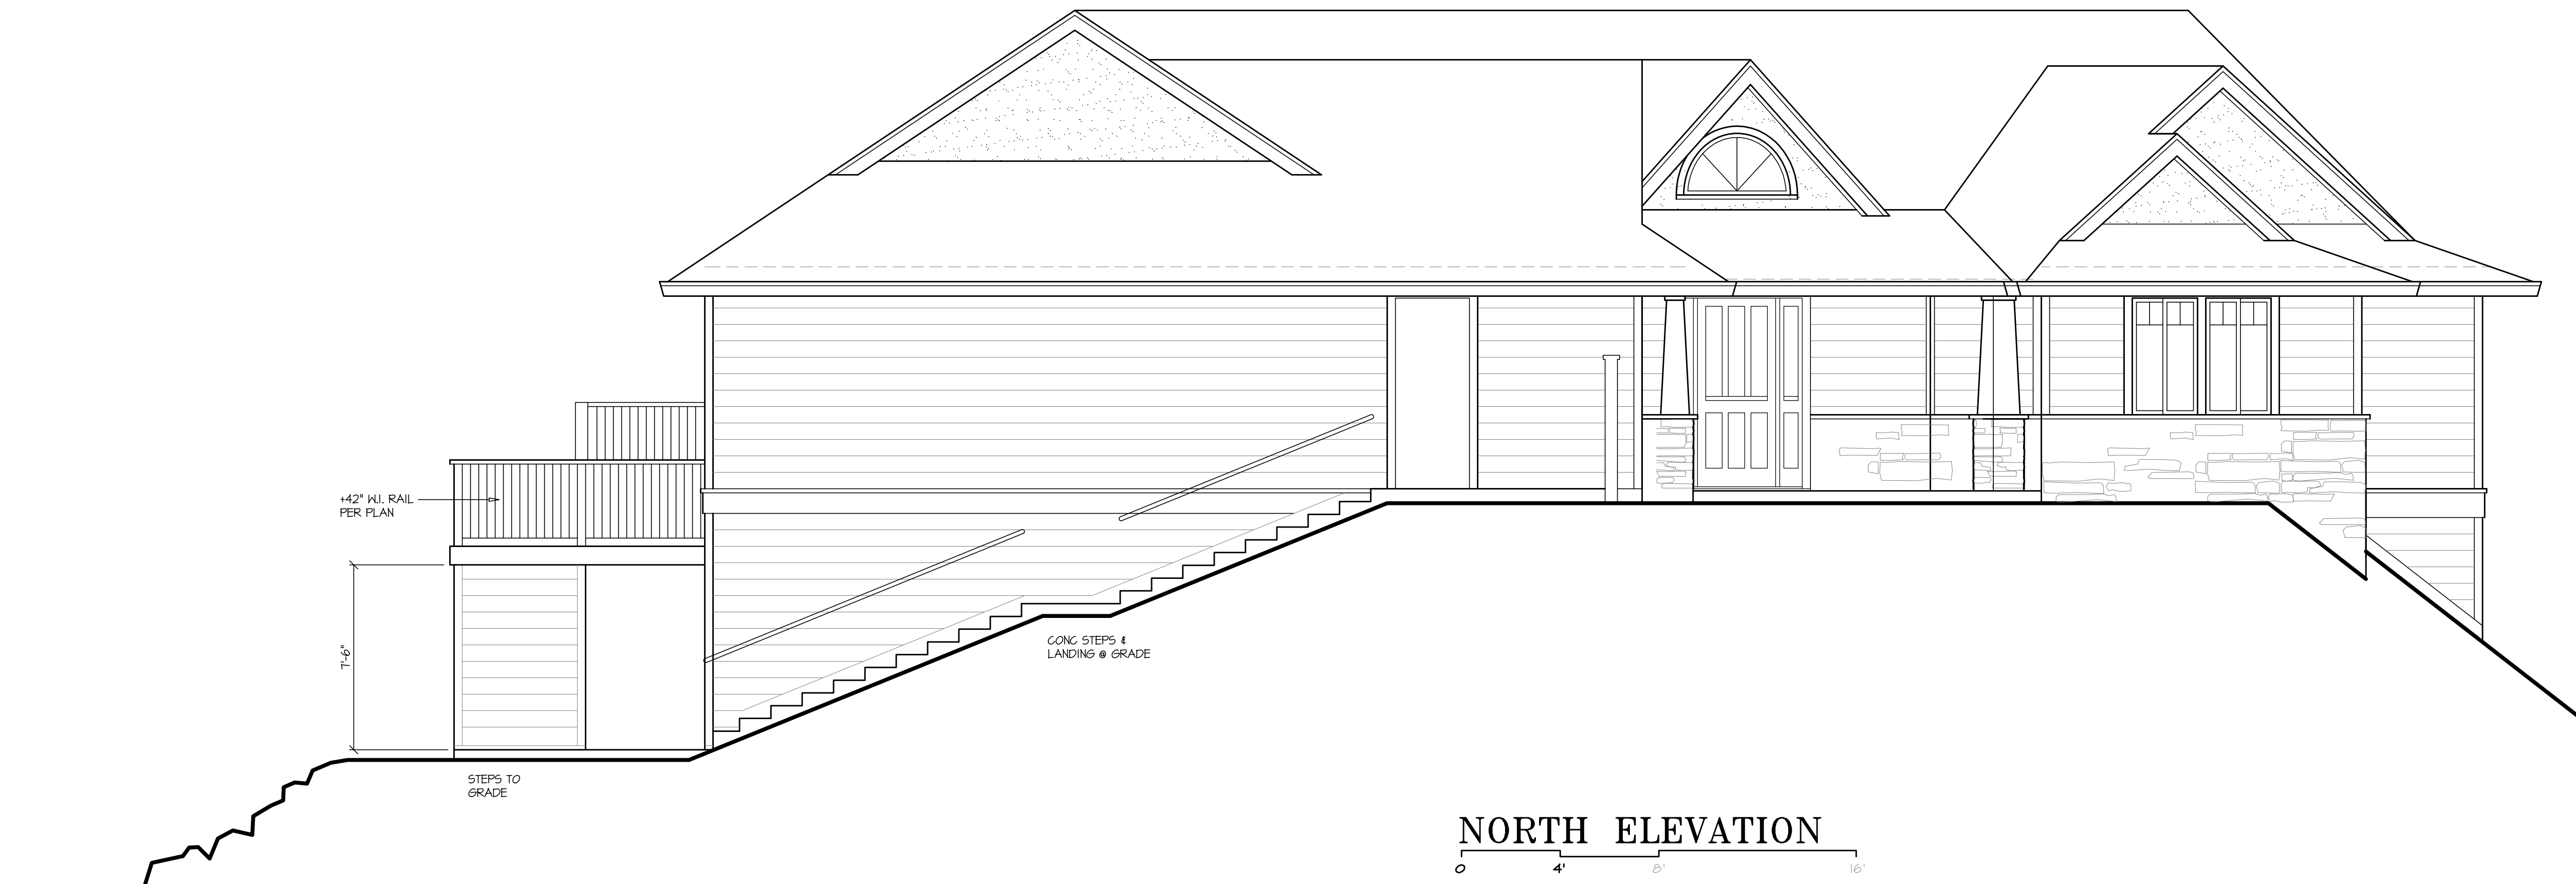 +42" W.I. RAIL
PER PLAN
7'-6"
CONC STEPS &
LANDING @ GRADE
STEPS TO
GRADE
NORTH ELEVATION
0 4' 8' 16'